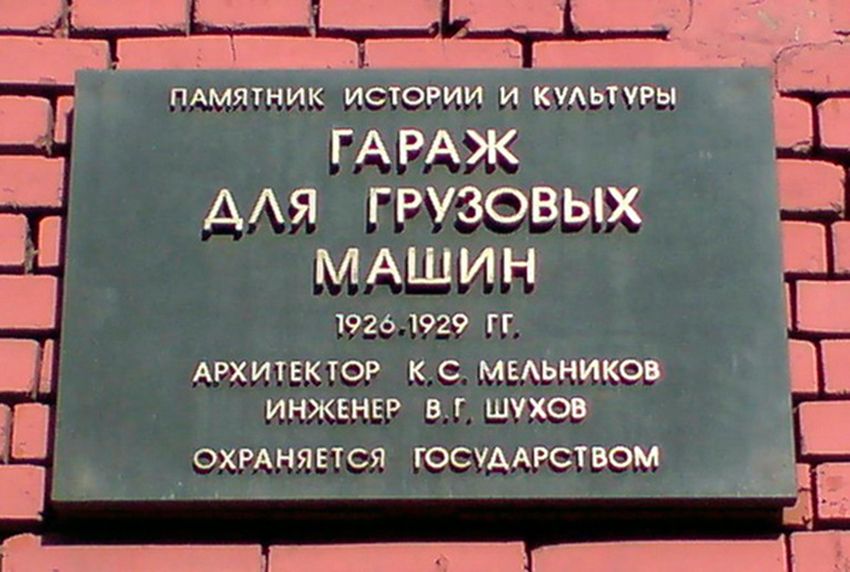 ПАМЯТНИК ИСТОРИИ И КУЛЬТУРЫ
ГАРАЖ
ДЛЯ ГРУЗОВЫХ
МАШИН
1926-1929 ГГ.
АРХИТЕКТОР К.С. МЕЛЬНИКОВ
ИНЖЕНЕР В.Г. ШУХОВ
ОХРАНЯЕТСЯ ГОСУДАРСТВОМ